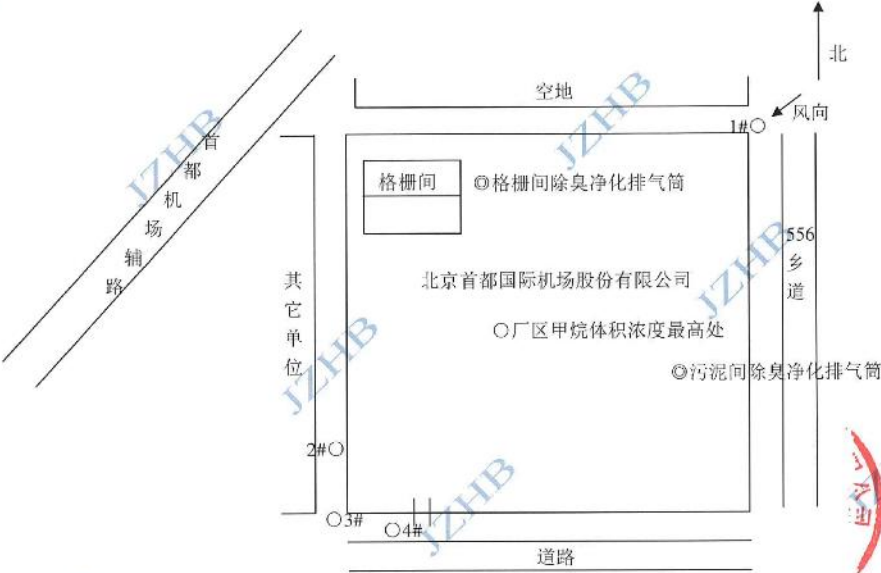 北
空地
风向
1#○
首都机场辅路
格栅间
◎格栅间除臭净化排气筒
556乡道
其它单位
北京首都国际机场股份有限公司
○厂区甲烷体积浓度最高处
◎污泥间除臭净化排气筒
2#○
○3#
○4#
道路
JZHB
JZHB
JZHB
JZHB
JZHB